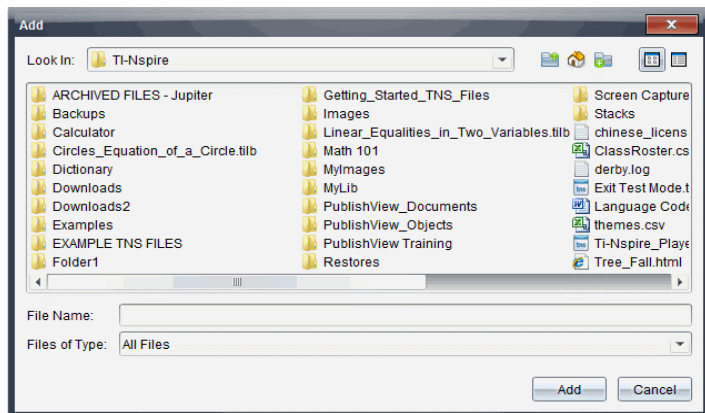 Add
Look In: TI-Nspire
ARCHIVED FILES - Jupiter
Backups
Calculator
Circles_Equation_of_a_Circle.tilb
Dictionary
Downloads
Downloads2
Examples
EXAMPLE TNS FILES
Folder1
Getting_Started_TNS_Files
Images
Linear_Equalities_in_Two_Variables.tilb
Math 101
MyImages
MyLib
PublishView_Documents
PublishView_Objects
PublishView Training
Restores
Screen Capture
Stacks
chinese_licens
ClassRoster.cs
derby.log
Exit Test Mode.t
Language Code
themes.csv
Ti-Nspire_Playe
Tree_Fall.html
File Name:
Files of Type: All Files
Add Cancel